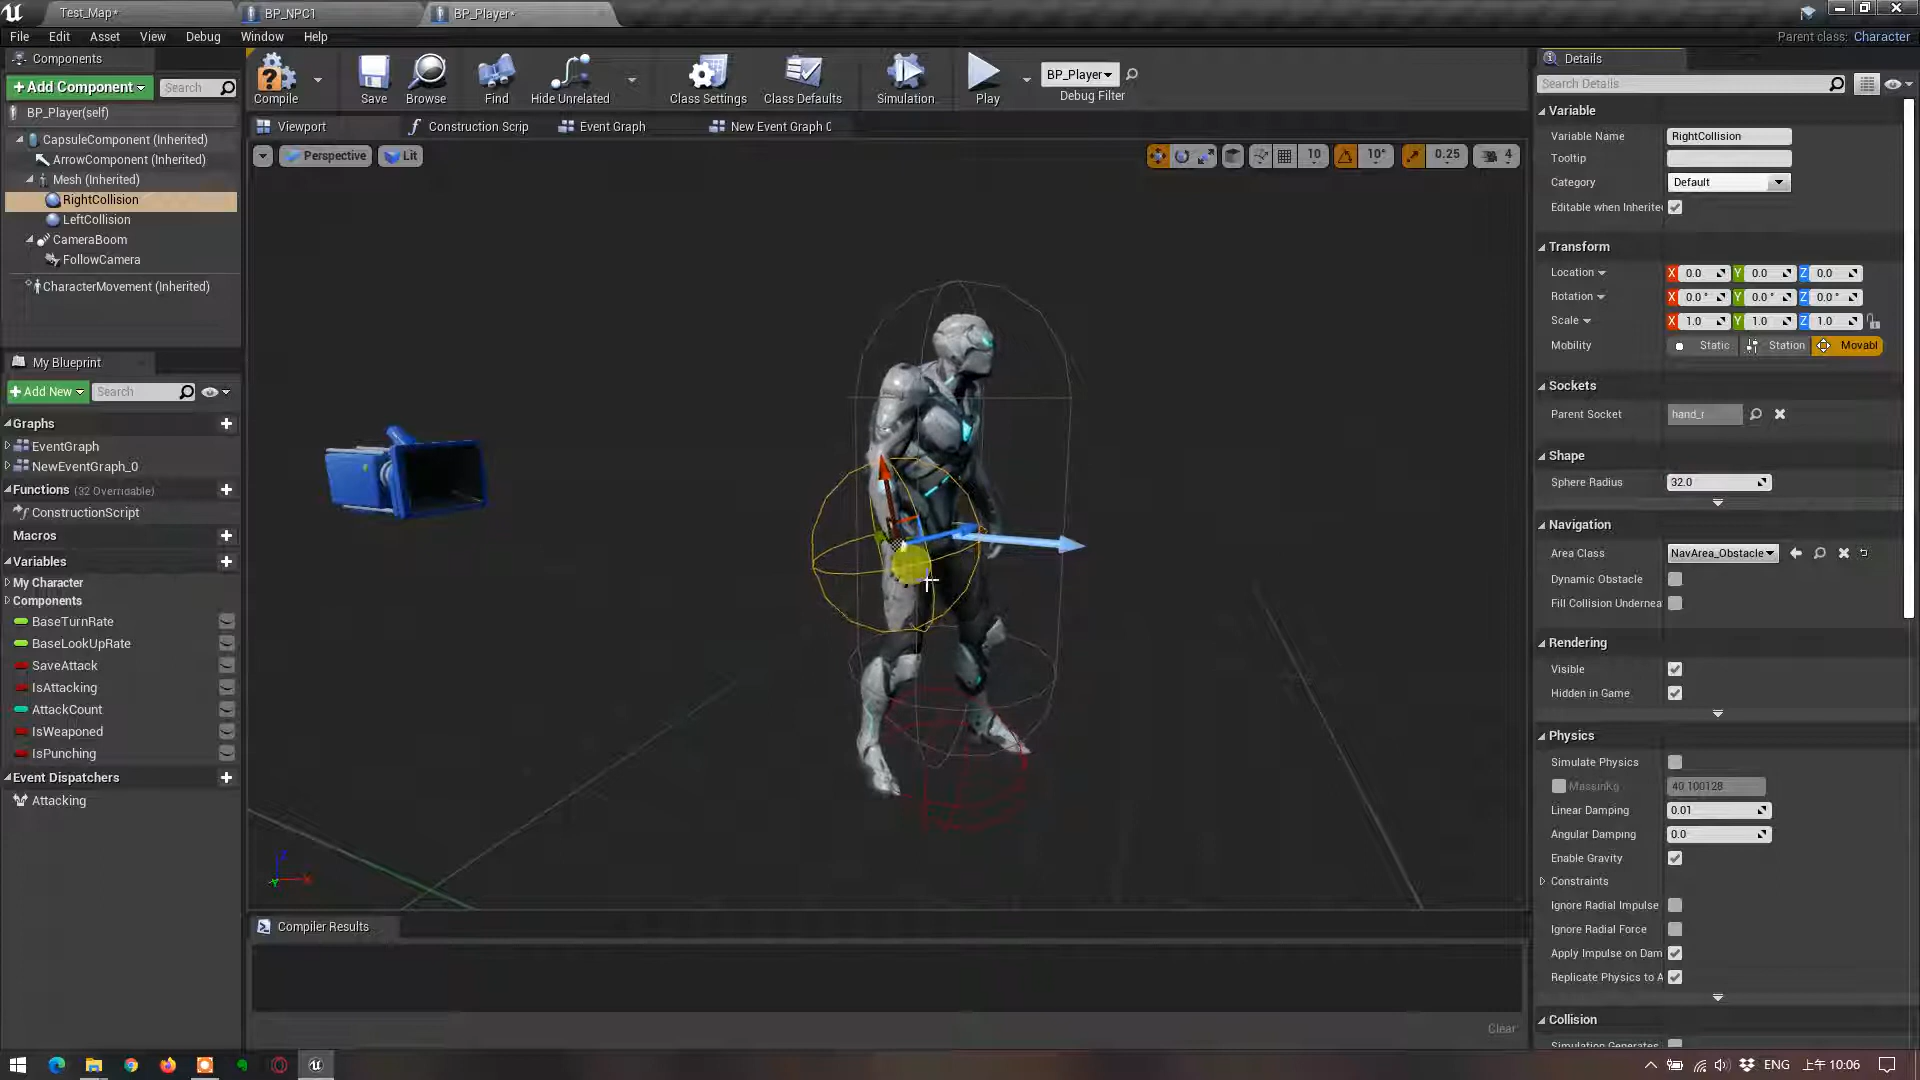 Test_Map*
BP_NPC1
BP_Player*
File Edit Asset View Debug Window Help
Parent class: Character
Components
+Add Component
Search
BP_Player(self)
CapsuleComponent (Inherited)
ArrowComponent (Inherited)
Mesh (Inherited)
RightCollision
LeftCollision
CameraBoom
FollowCamera
CharacterMovement (Inherited)
My Blueprint
+Add New
Search
Graphs
EventGraph
NewEventGraph_0
Functions (32 Overridable)
ConstructionScript
Macros
Variables
My Character
Components
BaseTurnRate
BaseLookUpRate
SaveAttack
IsAttacking
AttackCount
IsWeaponed
IsPunching
Event Dispatchers
Attacking
Compile
Save
Browse
Find
Hide Unrelated
Class Settings
Class Defaults
Simulation
Play
BP_Player
Debug Filter
Viewport
Construction Scrip
Event Graph
New Event Graph 0
Perspective
Lit
10
10°
0.25
4
Compiler Results
Clear
Details
Search Details
Variable
Variable Name RightCollision
Tooltip
Category Default
Editable when Inherite
Transform
Location X 0.0 Y 0.0 Z 0.0
Rotation X 0.0 ° Y 0.0 ° Z 0.0 °
Scale X 1.0 Y 1.0 Z 1.0
Mobility Static Station Movabl
Sockets
Parent Socket hand_r
Shape
Sphere Radius 32.0
Navigation
Area Class NavArea_Obstacle
Dynamic Obstacle
Fill Collision Undernea
Rendering
Visible
Hidden in Game
Physics
Simulate Physics
MassInKg 40.100128
Linear Damping 0.01
Angular Damping 0.0
Enable Gravity
Constraints
Ignore Radial Impulse
Ignore Radial Force
Apply Impulse on Dam
Replicate Physics to A
Collision
Simulation Generates
Z
X
Y
ENG
上午 10:06